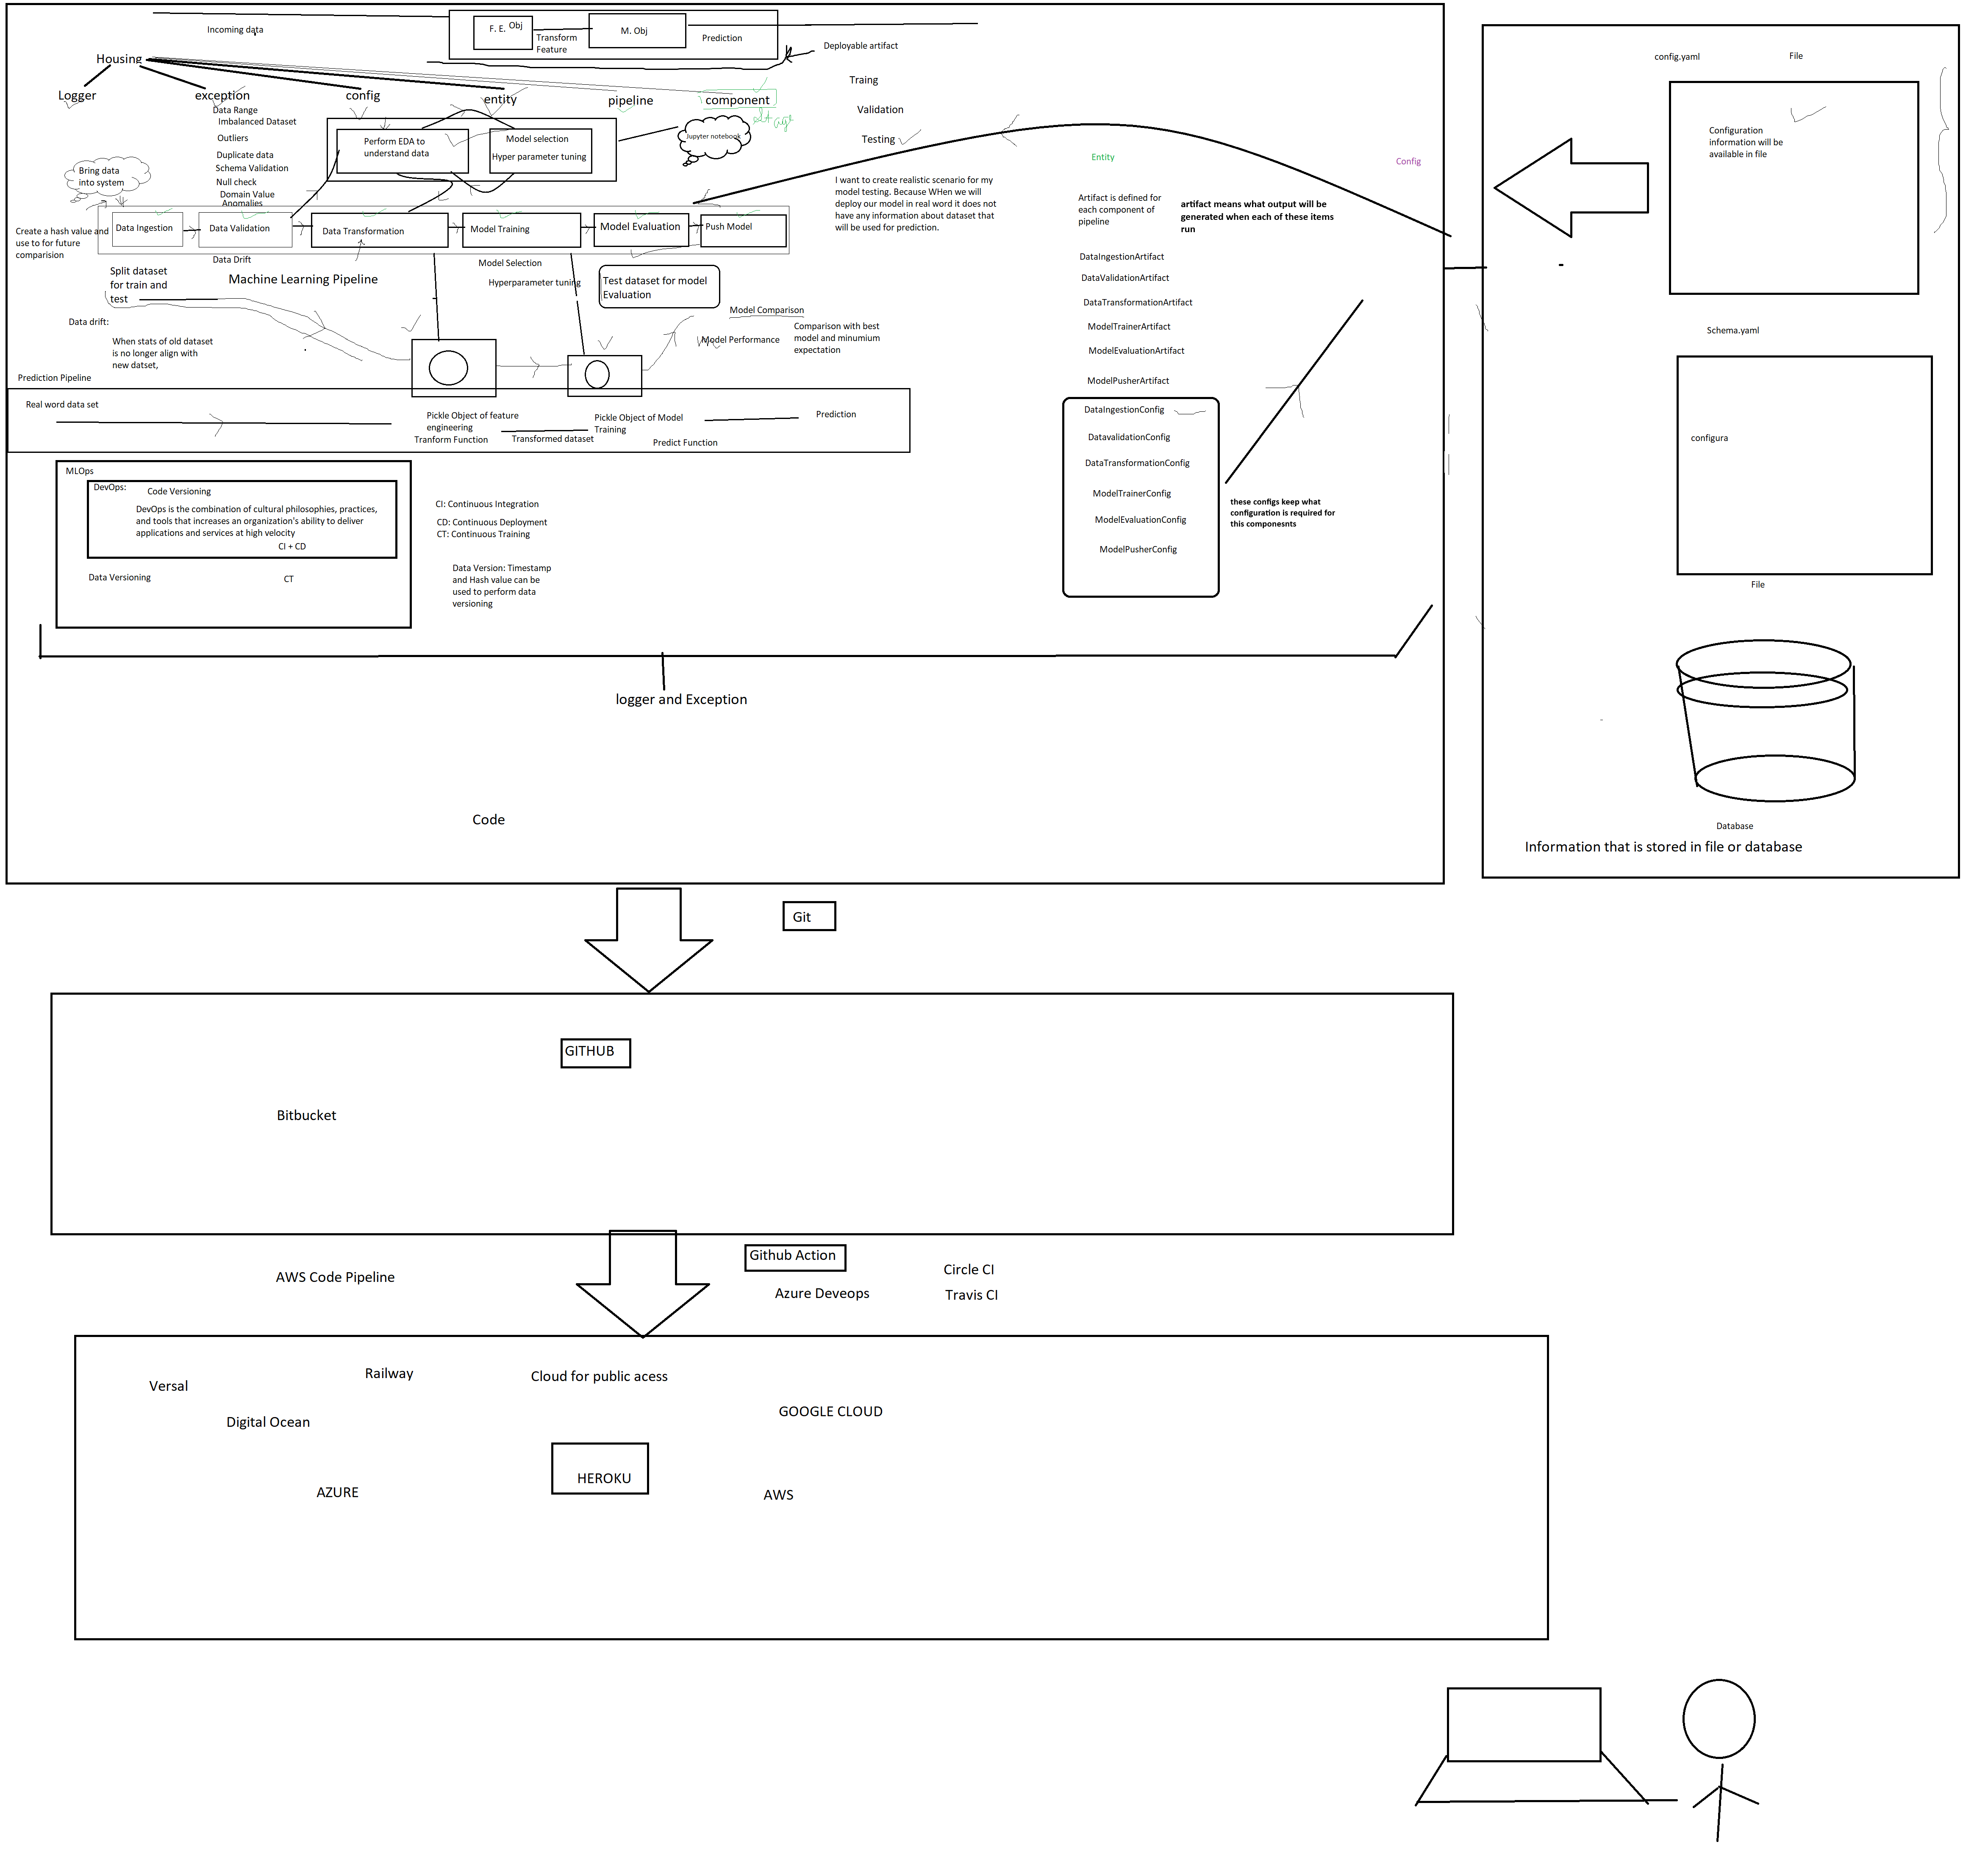 Incoming data
F. E. Obj
Transform
Feature
M. Obj
Prediction
Deployable artifact
Housing
Logger
exception
config
entity
pipeline
component
Traing
Validation
Testing
Data Range
Imbalanced Dataset
Outliers
Duplicate data
Schema Validation
Null check
Domain Value
Anomalies
Perform EDA to
understand data
Model selection
Hyper parameter tuning
Jupyter notebook
Bring data
into system
I want to create realistic scenario for my
model testing. Because WHen we will
deploy our model in real word it does not
have any information about dataset that
will be used for prediction.
Create a hash value and
use to for future
comparision
Data Ingestion
Data Validation
Data Transformation
Model Training
Model Evaluation
Push Model
Data Drift
Machine Learning Pipeline
Split dataset
for train and
test
Model Selection
Hyperparameter tuning
Test dataset for model
Evaluation
Data drift:
When stats of old dataset
is no longer align with
new datset,
Model Comparison
Model Performance
Comparison with best
model and minumium
expectation
Prediction Pipeline
Real word data set
Pickle Object of feature
engineering
Tranform Function
Transformed dataset
Pickle Object of Model
Training
Predict Function
Prediction
MLOps
DevOps:
Code Versioning
DevOps is the combination of cultural philosophies, practices,
and tools that increases an organization's ability to deliver
applications and services at high velocity
CI + CD
Data Versioning
CT
CI: Continuous Integration
CD: Continuous Deployment
CT: Continuous Training
Data Version: Timestamp
and Hash value can be
used to perform data
versioning
Entity
Config
Artifact is defined for
each component of
pipeline
artifact means what output will be
generated when each of these items
run
DataIngestionArtifact
DataValidationArtifact
DataTransformationArtifact
ModelTrainerArtifact
ModelEvaluationArtifact
ModelPusherArtifact
DataIngestionConfig
DatavalidationConfig
DataTransformationConfig
ModelTrainerConfig
ModelEvaluationConfig
ModelPusherConfig
these configs keep what
configuration is required for
this componesnts
logger and Exception
Code
config.yaml
File
Configuration
information will be
available in file
Schema.yaml
configura
File
Database
Information that is stored in file or database
Git
GITHUB
Bitbucket
AWS Code Pipeline
Github Action
Azure Deveops
Circle CI
Travis CI
Versal
Railway
Cloud for public acess
Digital Ocean
GOOGLE CLOUD
HEROKU
AZURE
AWS